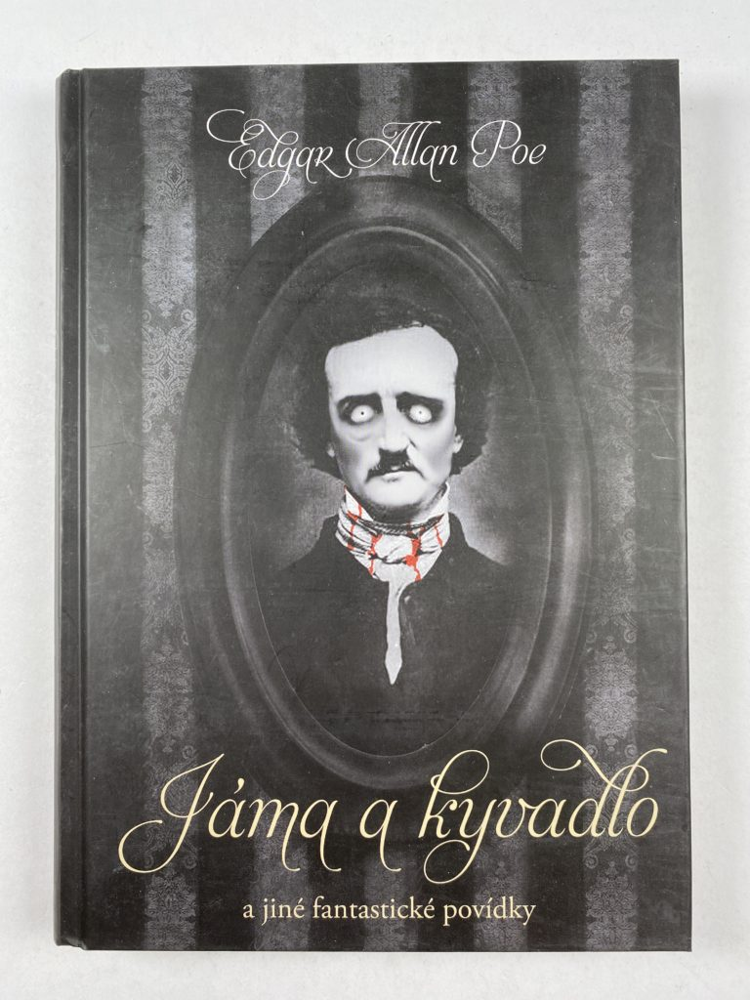 Edgar Allan Poe
Jáma a kyvadlo
a jiné fantastické povídky